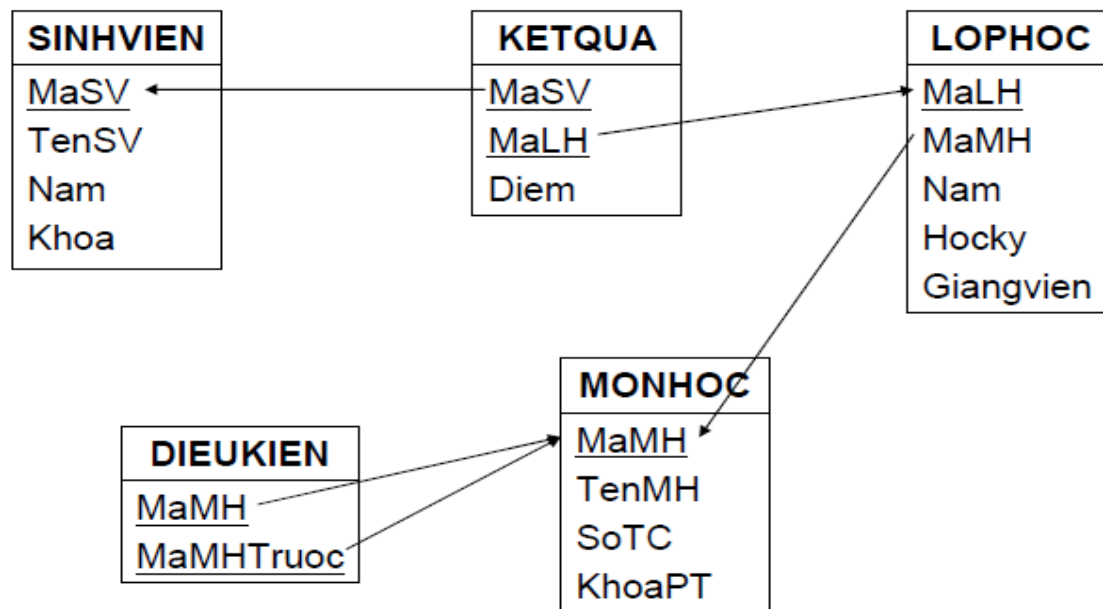 SINHVIEN
MaSV
TenSV
Nam
Khoa
KETQUA
MaSV
MaLH
Diem
LOPHOC
MaLH
MaMH
Nam
Hocky
Giangvien
DIEUKIEN
MaMH
MaMHTruoc
MONHOC
MaMH
TenMH
SoTC
KhoaPT